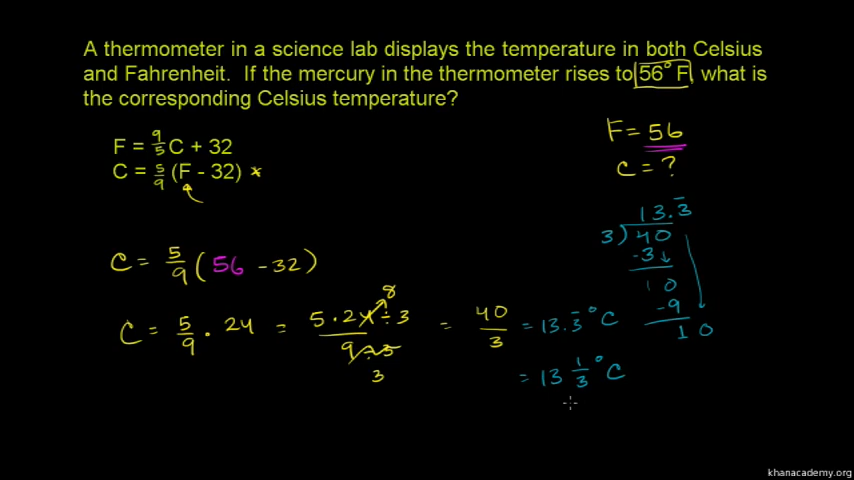 A thermometer in a science lab displays the temperature in both Celsius
and Fahrenheit. If the mercury in the thermometer rises to 56° F, what is
the corresponding Celsius temperature?
F = 9/5 C + 32
C = 5/9 (F - 32) *
F = 56
C = ?
C = 5/9 (56 - 32)
C = 5/9 · 24 = 5 · 24 ÷ 3 / 9 ÷ 3 = 40/3 = 13.3̅ °C
8
3
= 13 1/3 °C
13.3̅
3) 40
-3
10
-9
10
khanacademy.org